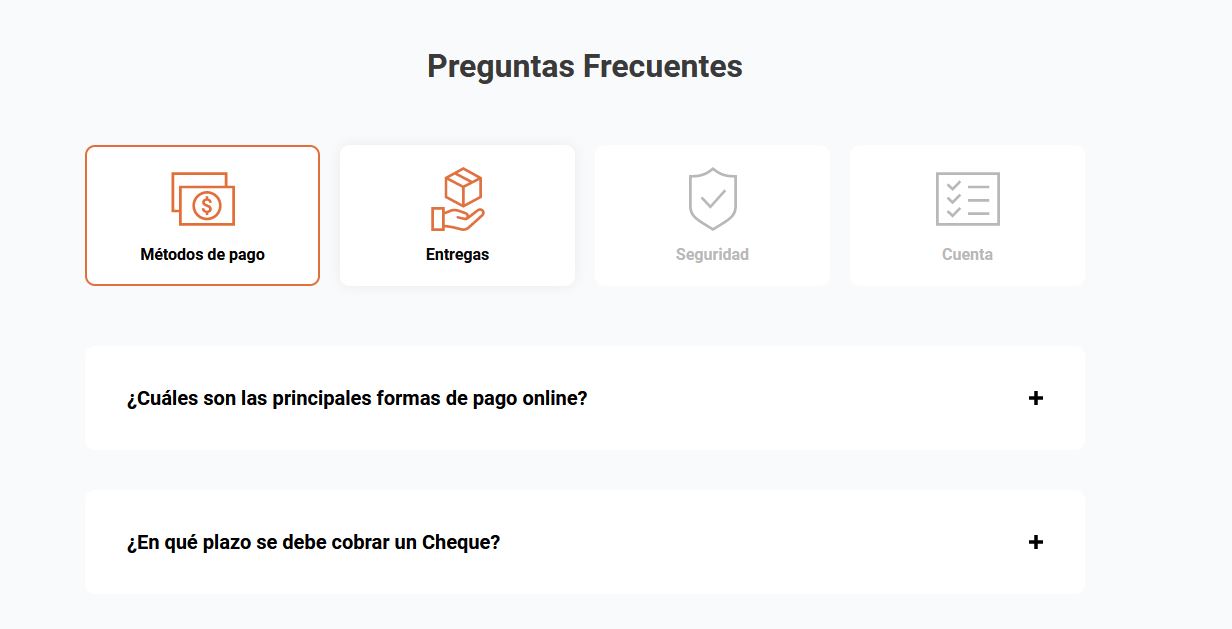 Preguntas Frecuentes
Métodos de pago
Entregas
Seguridad
Cuenta
¿Cuáles son las principales formas de pago online?
¿En qué plazo se debe cobrar un Cheque?